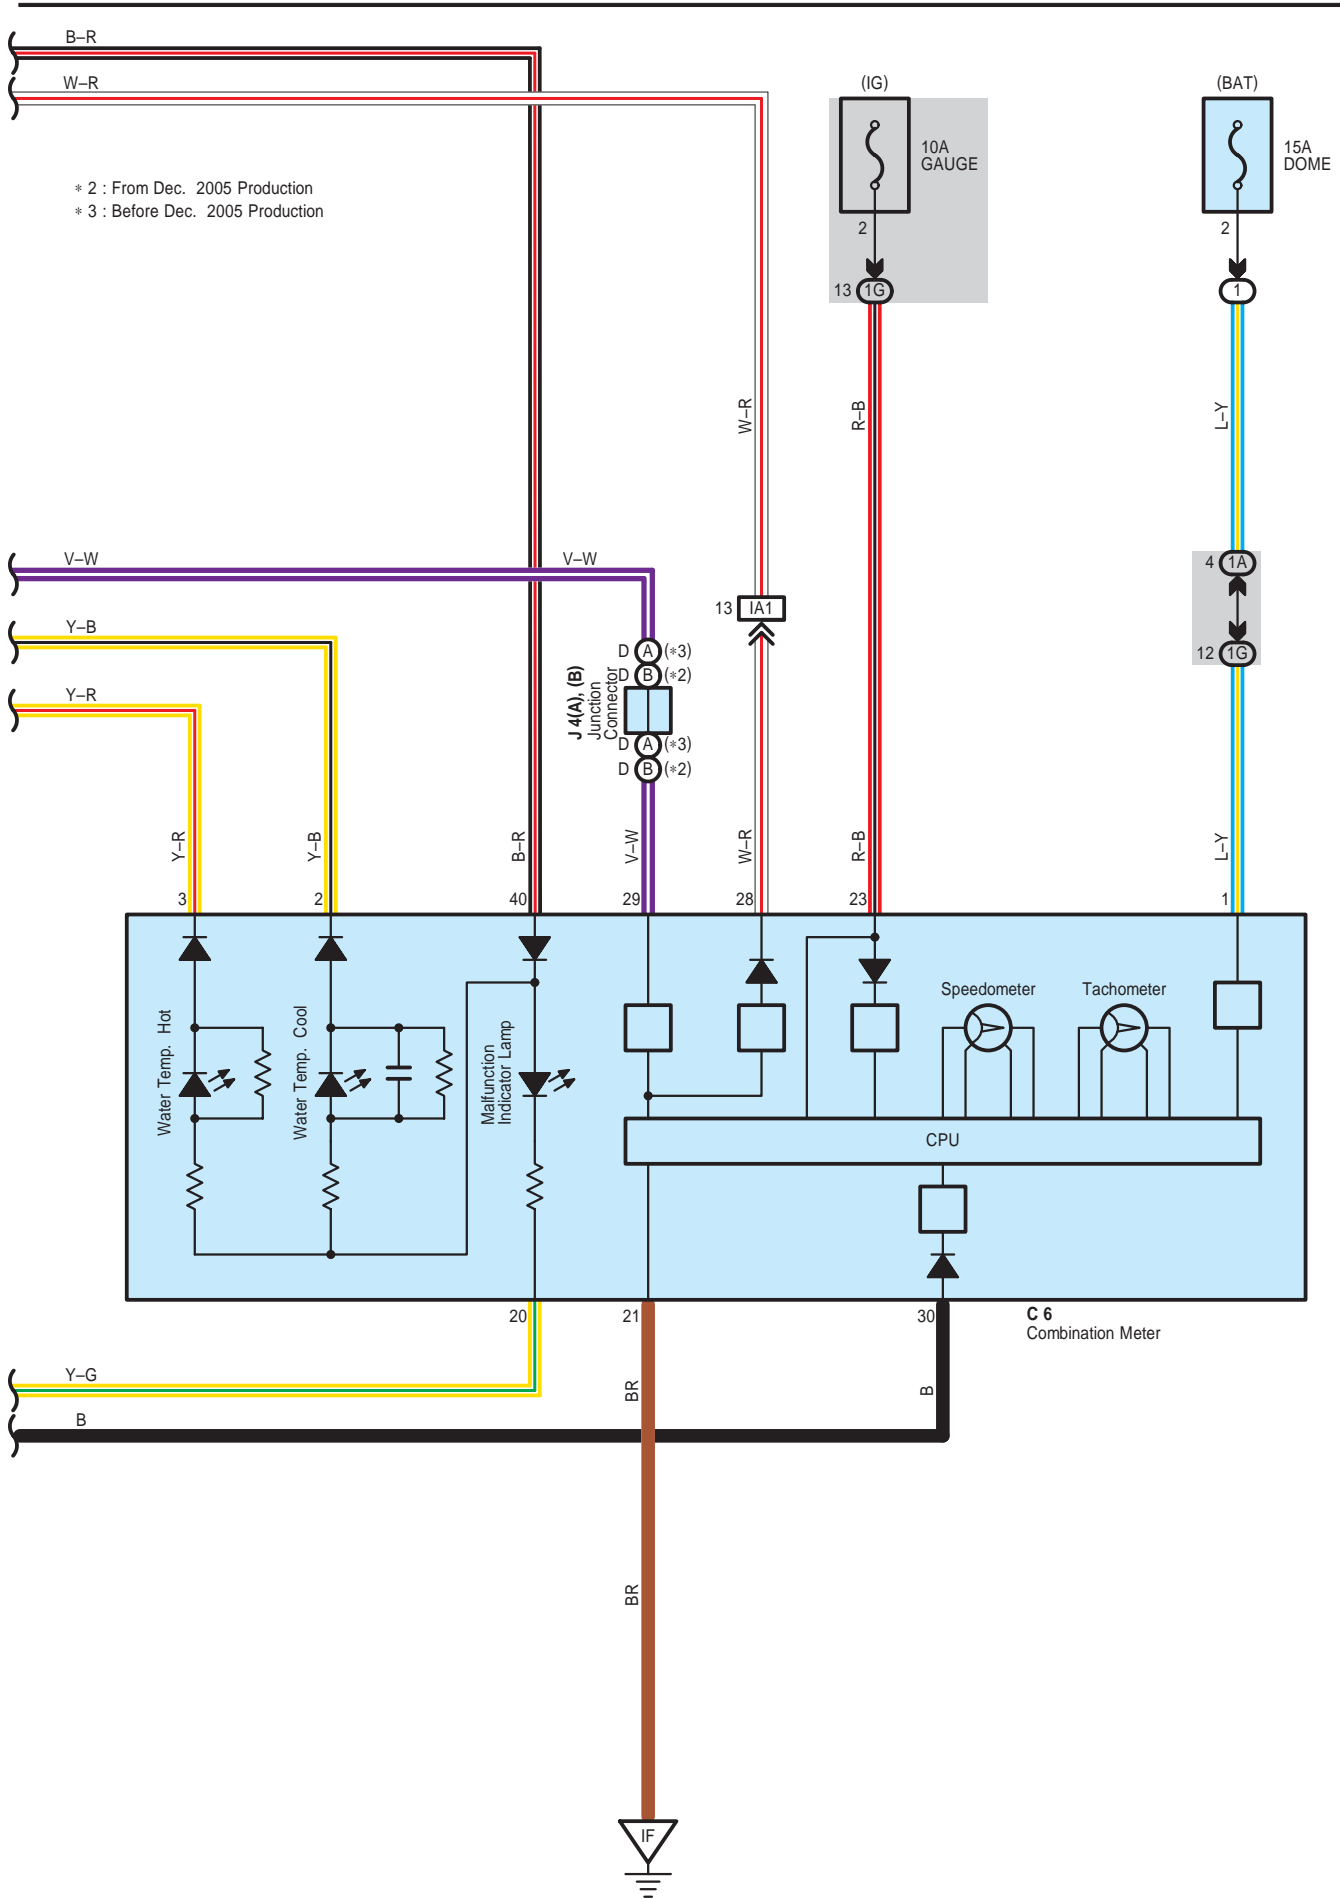 B–R
W–R
(IG)
(BAT)
10A
GAUGE
15A
DOME
∗ 2 : From Dec. 2005 Production
∗ 3 : Before Dec. 2005 Production
2
2
13 1G
1
W–R
R–B
L–Y
V–W
V–W
4 1A
13 IA1
Y–B
D A (∗3)
D B (∗2)
12 1G
J 4(A), (B)
Junction
Connector
Y–R
D A (∗3)
D B (∗2)
Y–R
Y–B
B–R
V–W
W–R
R–B
L–Y
3
2
40
29
28
23
1
Speedometer
Tachometer
Water Temp. Hot
Water Temp. Cool
Malfunction
Indicator Lamp
CPU
20
21
30
C 6
Combination Meter
Y–G
BR
B
B
BR
IF